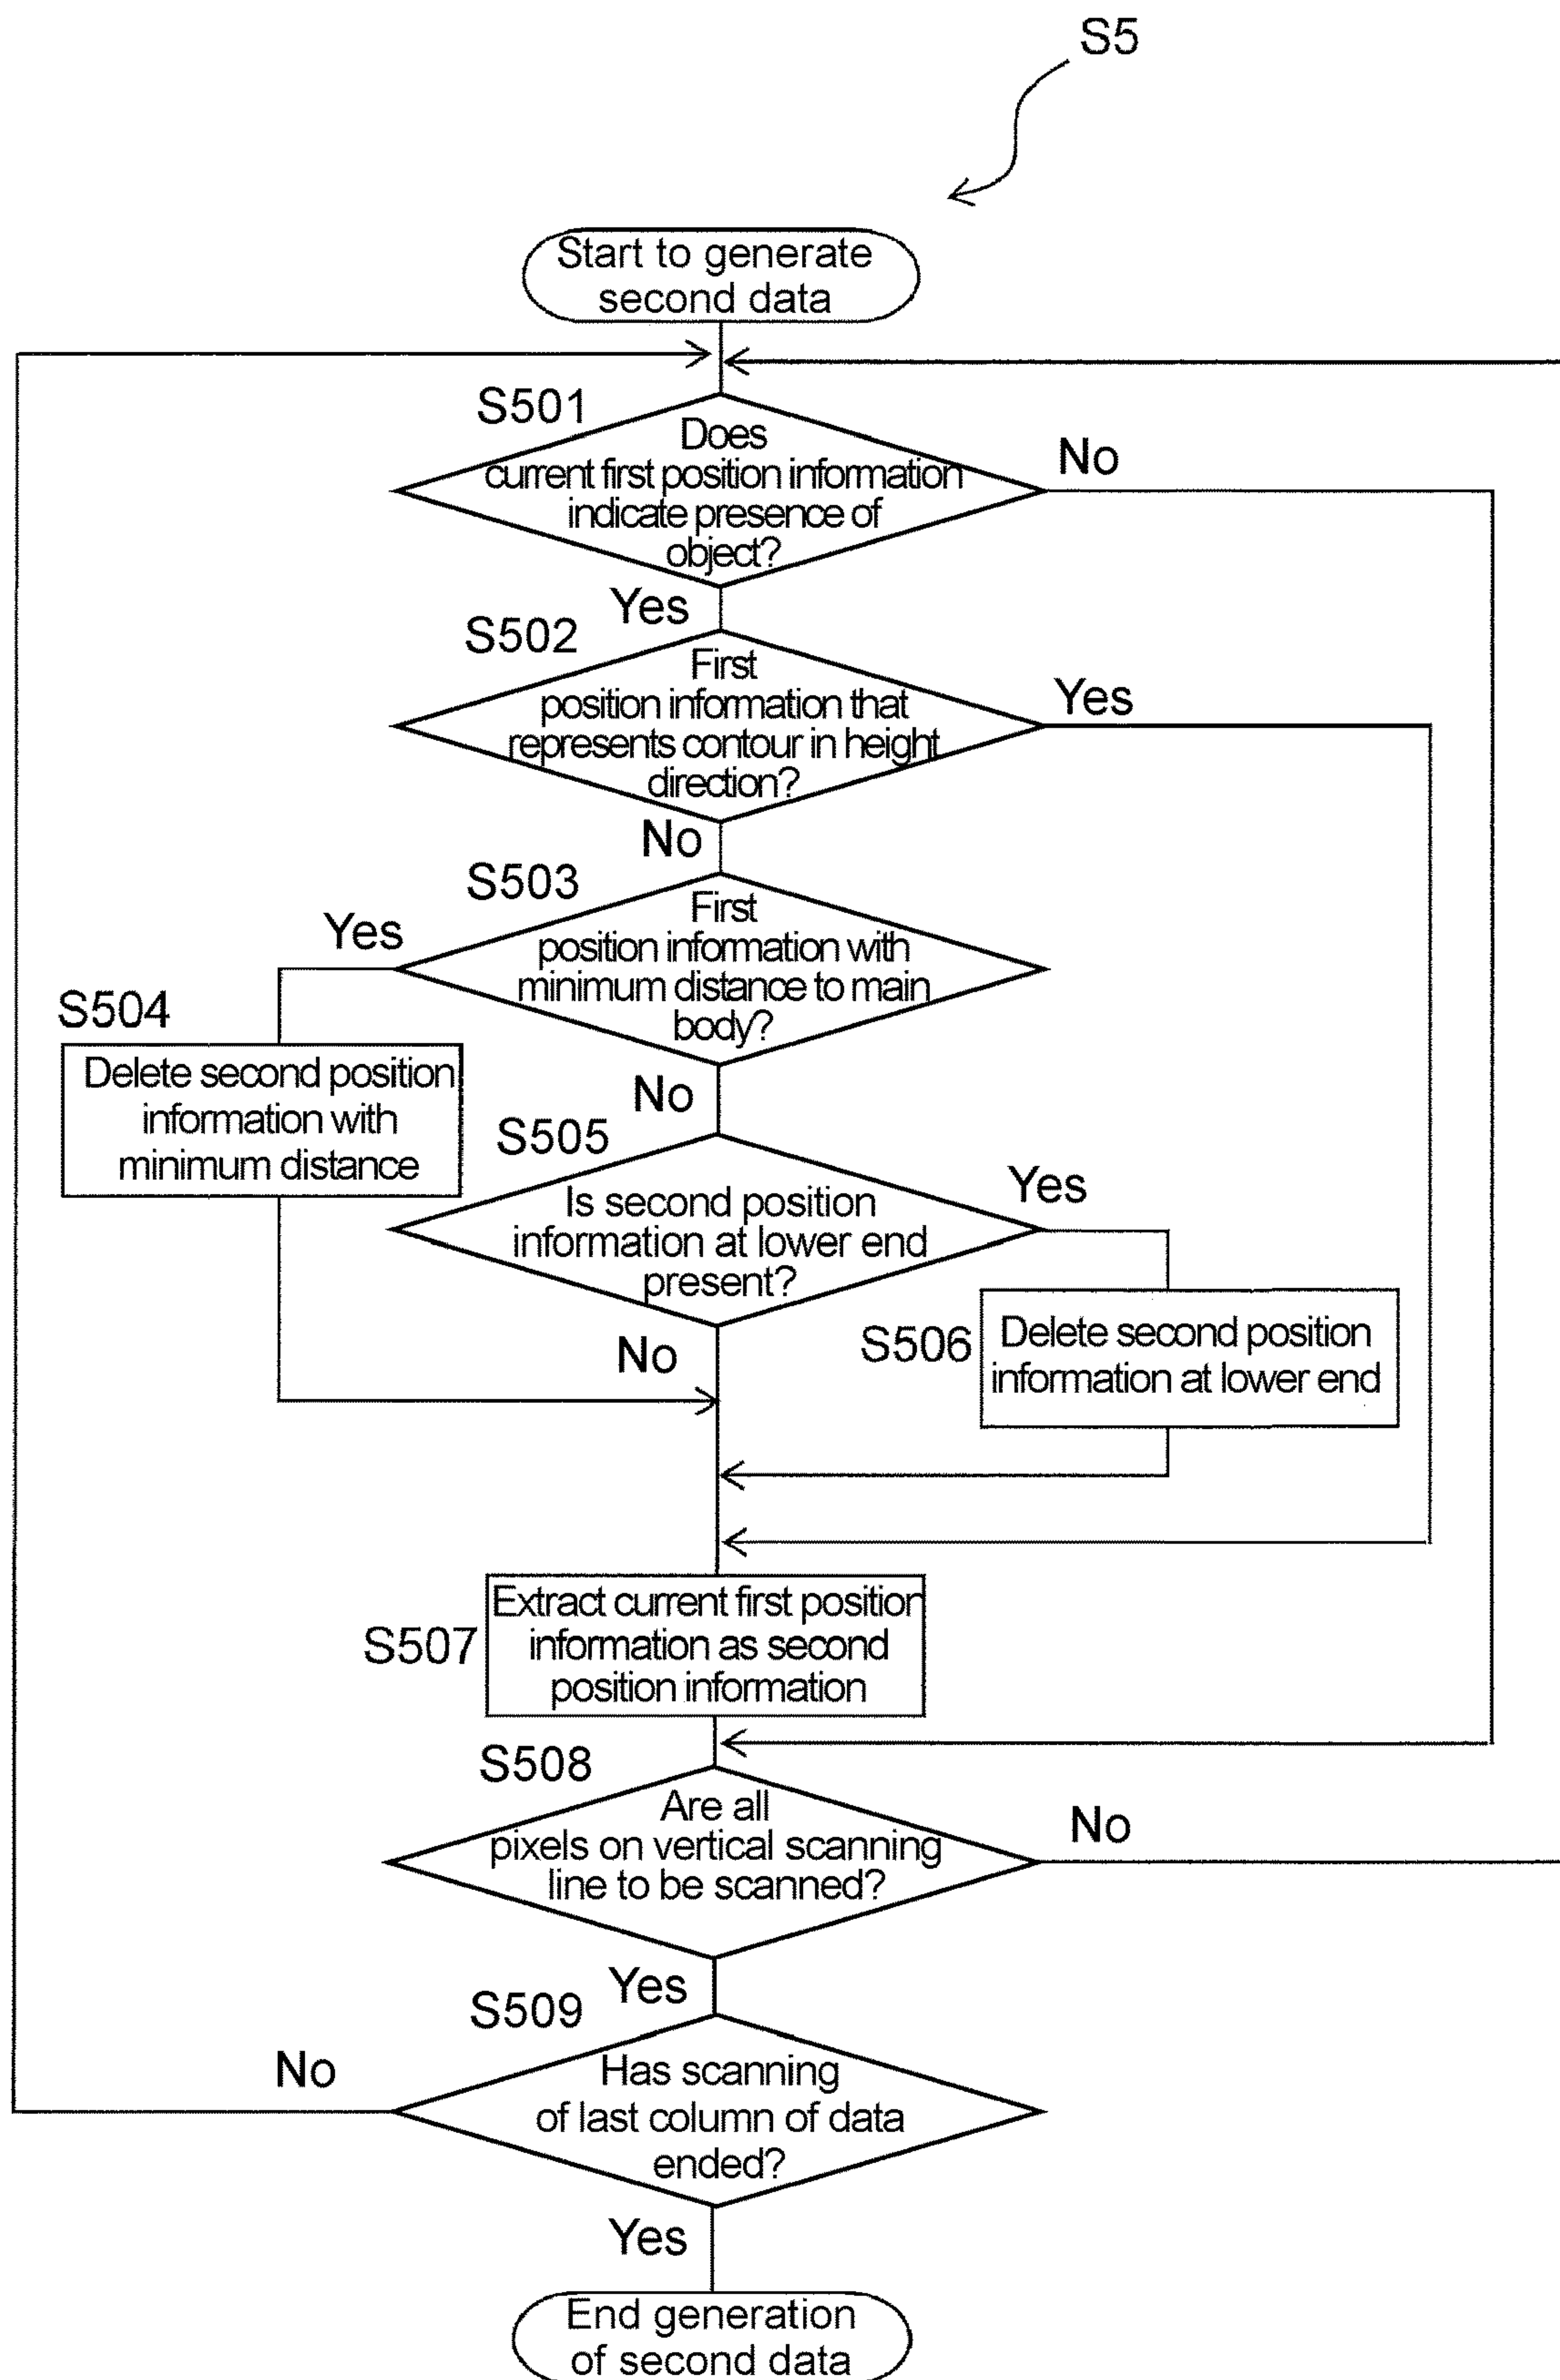 S5
Start to generate
second data
S501
Does
current first position information
indicate presence of
object?
No
Yes
S502
First
position information that
represents contour in height
direction?
Yes
No
S503
First
position information with
minimum distance to main
body?
Yes
S504
Delete second position
information with
minimum distance
No
S505
Is second position
information at lower end
present?
Yes
No
S506
Delete second position
information at lower end
S507
Extract current first position
information as second
position information
S508
Are all
pixels on vertical scanning
line to be scanned?
No
Yes
S509
Has scanning
of last column of data
ended?
No
Yes
End generation
of second data